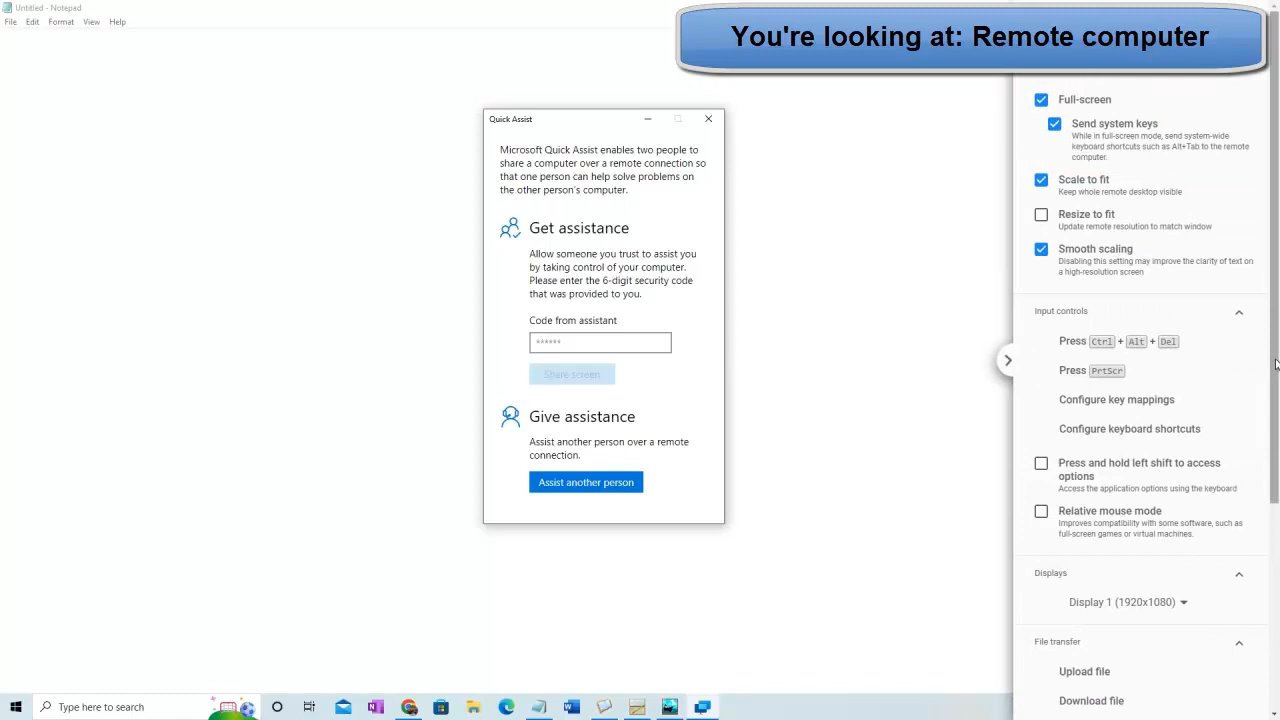 Untitled - Notepad
File Edit Format View Help
You're looking at: Remote computer
Quick Assist
Microsoft Quick Assist enables two people to
share a computer over a remote connection so
that one person can help solve problems on
the other person's computer.
Get assistance
Allow someone you trust to assist you
by taking control of your computer.
Please enter the 6-digit security code
that was provided to you.
Code from assistant
******
Share screen
Give assistance
Assist another person over a remote
connection.
Assist another person
Full-screen
Send system keys
While in full-screen mode, send system-wide
keyboard shortcuts such as Alt+Tab to the remote
computer.
Scale to fit
Keep whole remote desktop visible
Resize to fit
Update remote resolution to match window
Smooth scaling
Disabling this setting may improve the clarity of text on
a high-resolution screen
Input controls
Press Ctrl + Alt + Del
Press PrtScr
Configure key mappings
Configure keyboard shortcuts
Press and hold left shift to access
options
Access the application options using the keyboard
Relative mouse mode
Improves compatibility with some software, such as
full-screen games or virtual machines.
Displays
Display 1 (1920x1080)
File transfer
Upload file
Download file
Type here to search